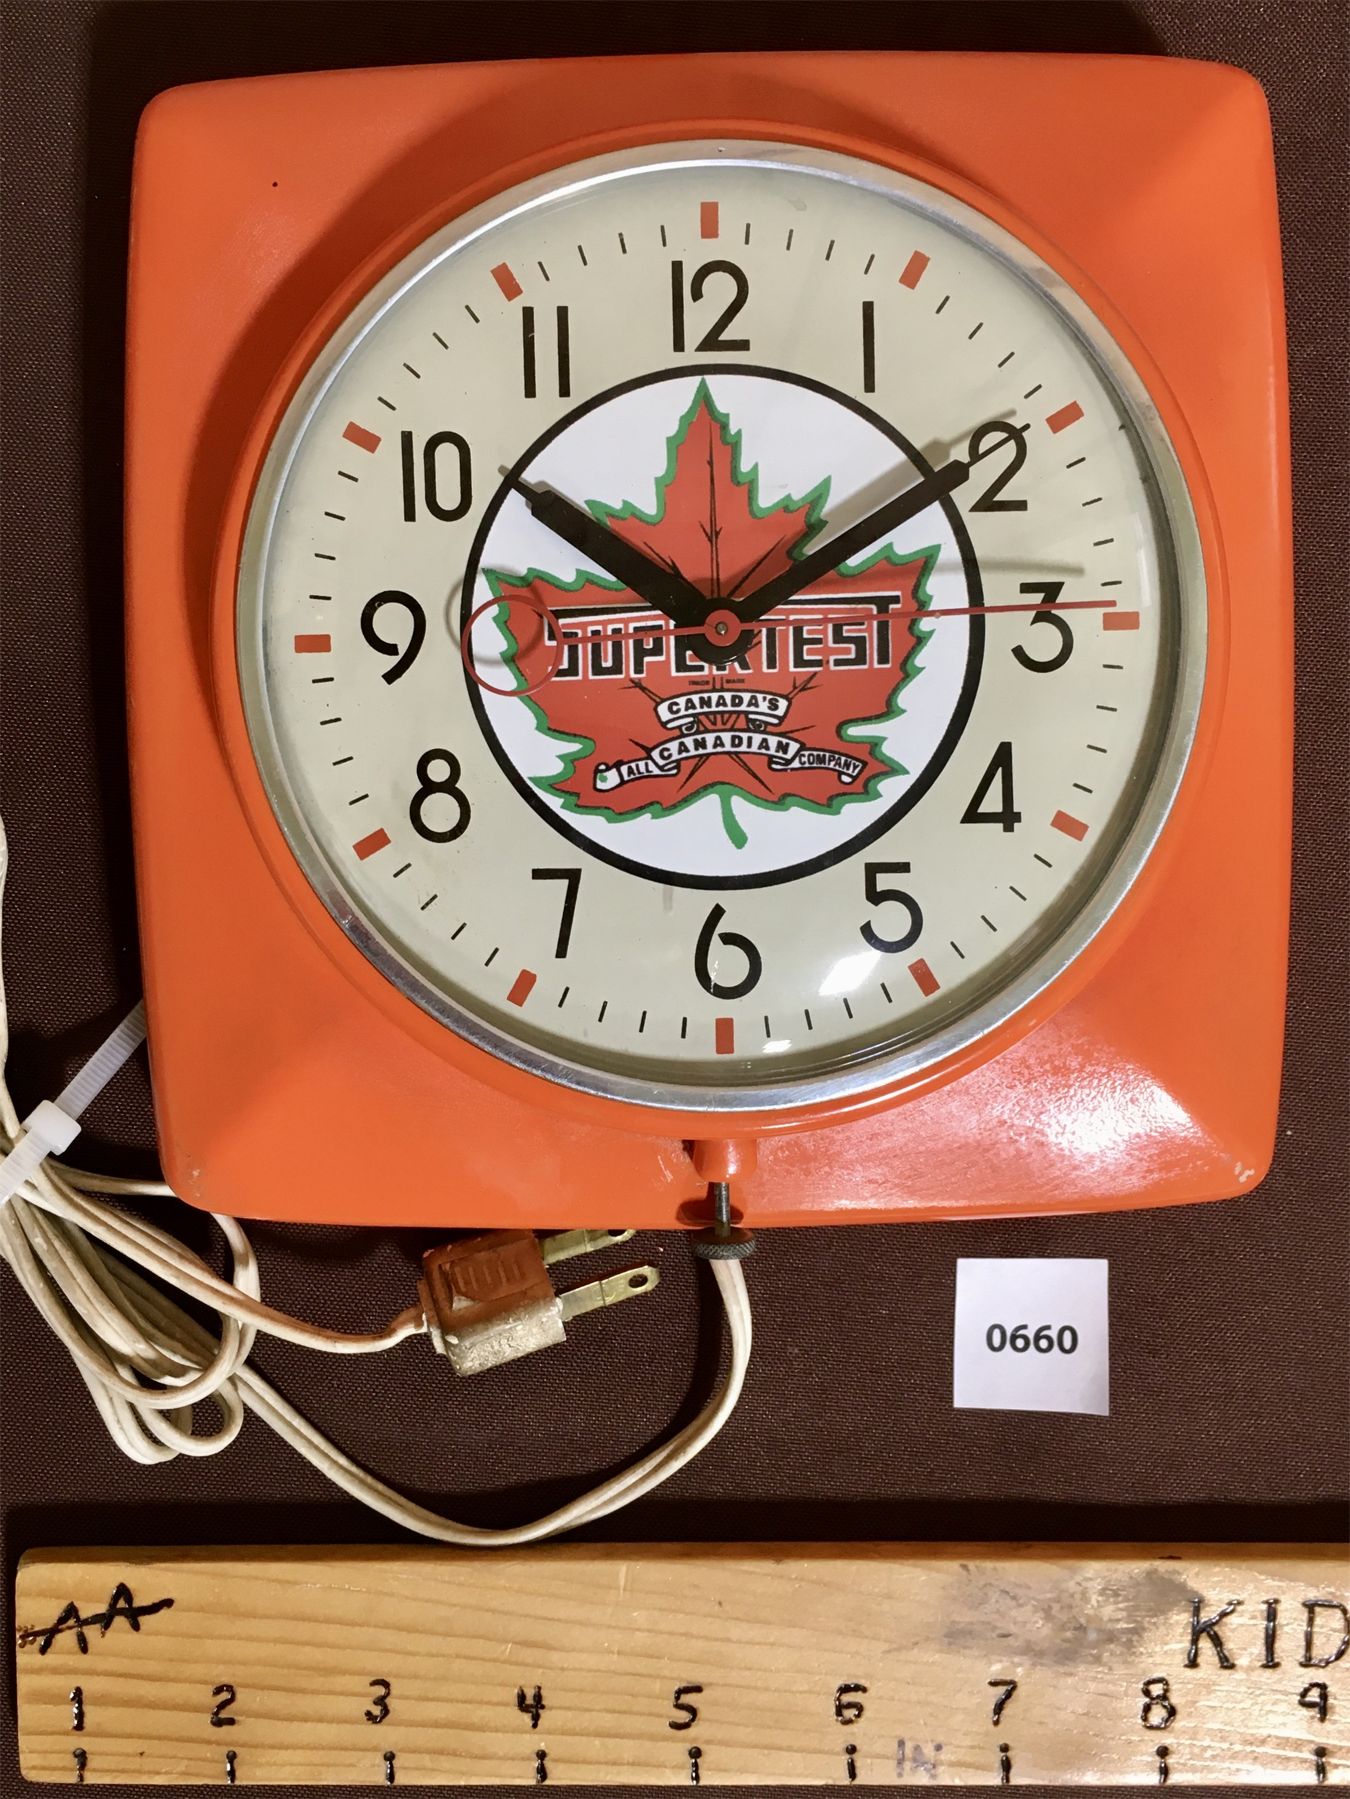 12
11
1
10
2
9
3
SUPERTEST
TRADE MARK
CANADA'S
ALL CANADIAN COMPANY
8
4
7
5
6
0660
AA
KID
1 2 3 4 5 6 7 8 9
IN